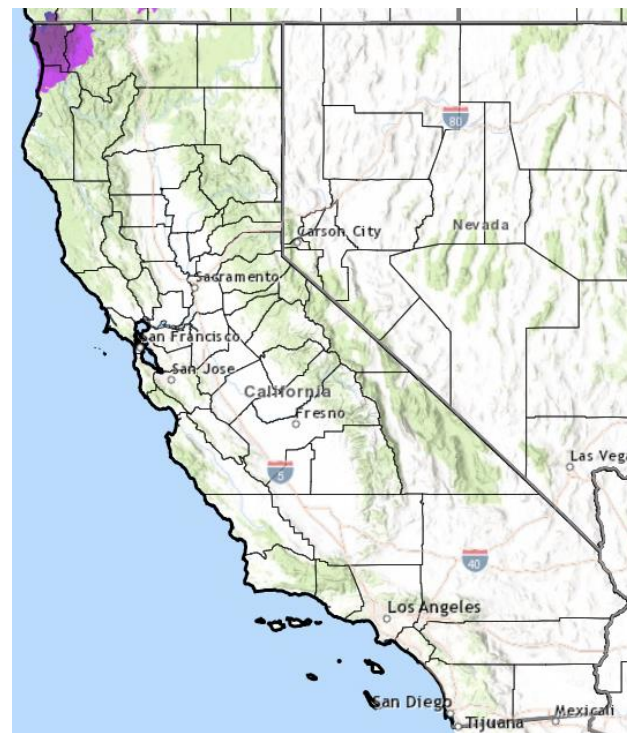 80
Nevada
Carson City
Sacramento
San Francisco
San Jose
California
Fresno
Las Vega
5
40
Los Angeles
San Diego
Mexicali
Tijuana